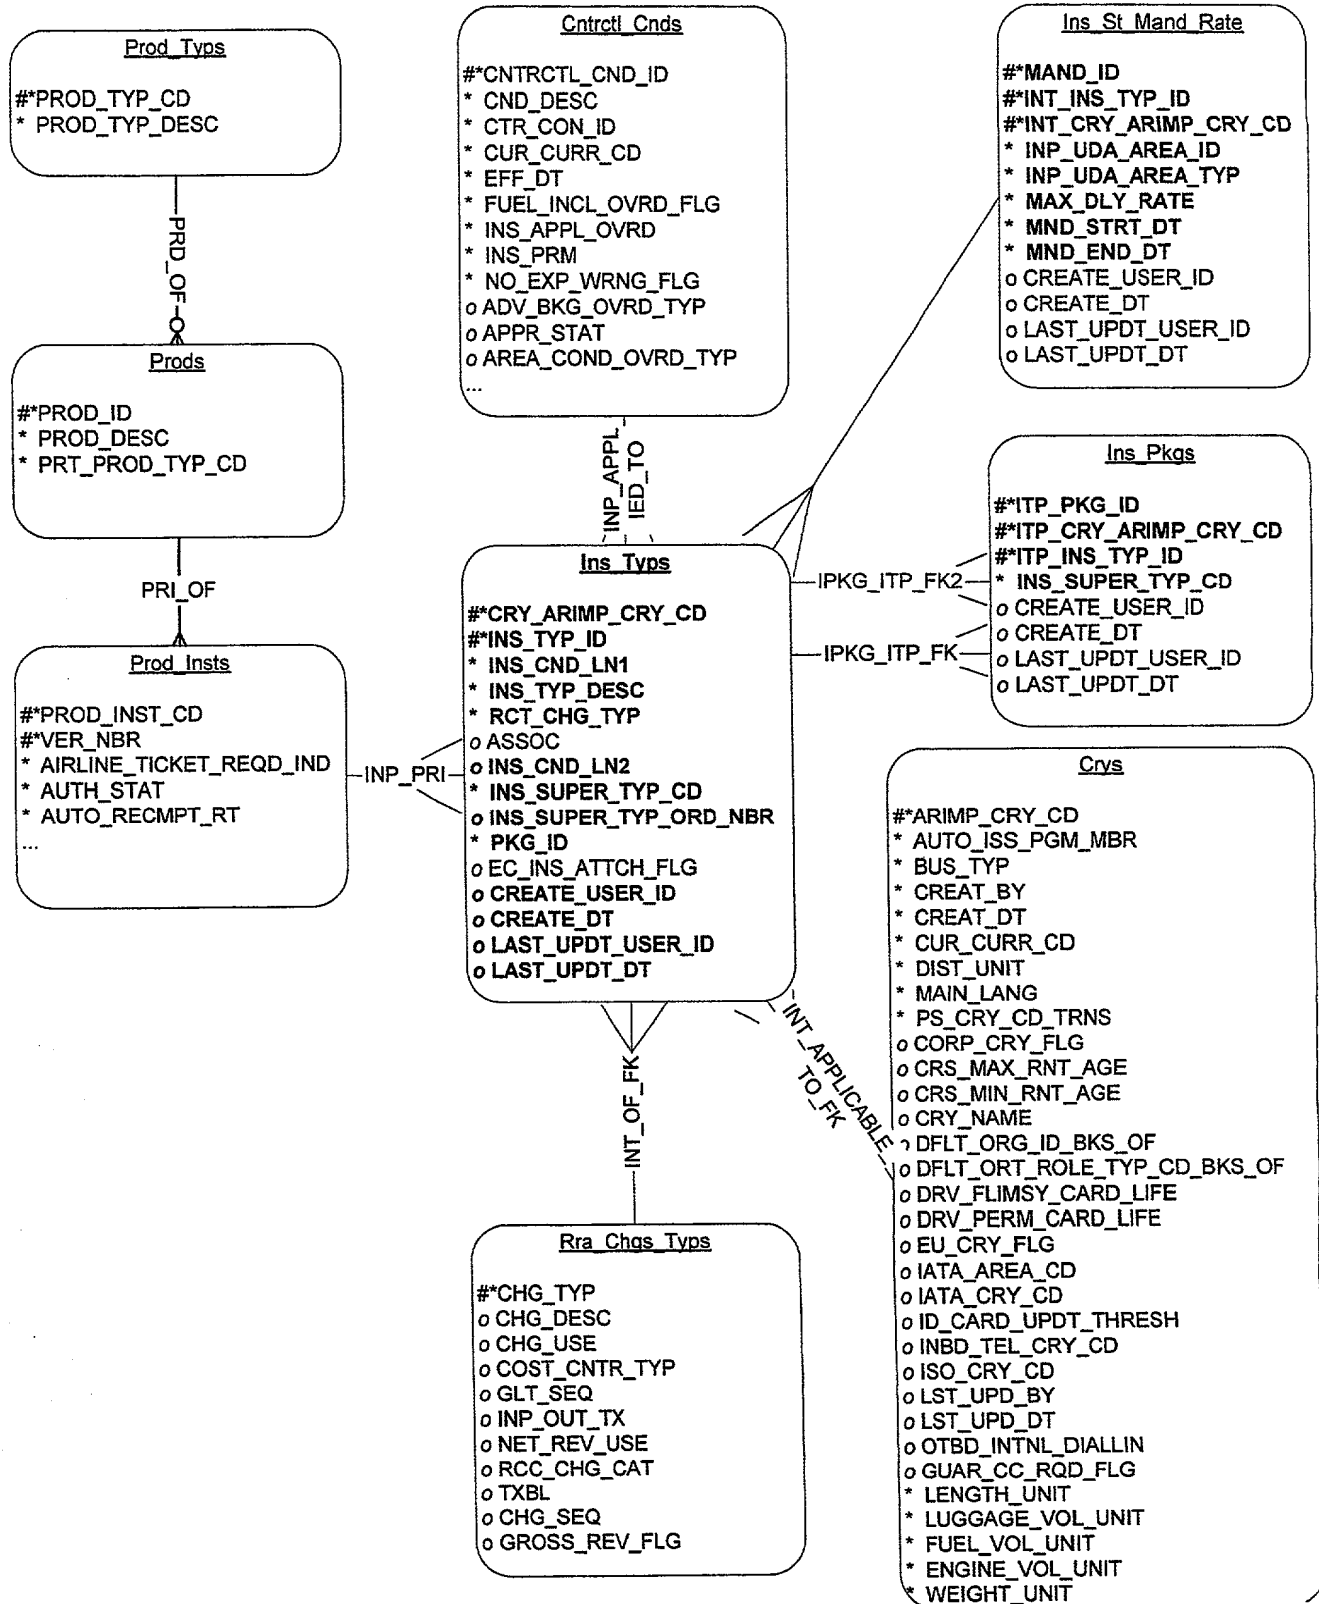 Prod_Typs
#*PROD_TYP_CD
* PROD_TYP_DESC
PRD_OF
Prods
#*PROD_ID
* PROD_DESC
* PRT_PROD_TYP_CD
PRI_OF
Prod_Insts
#*PROD_INST_CD
#*VER_NBR
* AIRLINE_TICKET_REQD_IND
* AUTH_STAT
* AUTO_RECMPT_RT
...
INP_PRI
Cntrctl_Cnds
#*CNTRCTL_CND_ID
* CND_DESC
* CTR_CON_ID
* CUR_CURR_CD
* EFF_DT
* FUEL_INCL_OVRD_FLG
* INS_APPL_OVRD
* INS_PRM
* NO_EXP_WRNG_FLG
o ADV_BKG_OVRD_TYP
o APPR_STAT
o AREA_COND_OVRD_TYP
...
INP_APPL
IED_TO
Ins_Typs
#*CRY_ARIMP_CRY_CD
#*INS_TYP_ID
* INS_CND_LN1
* INS_TYP_DESC
* RCT_CHG_TYP
o ASSOC
o INS_CND_LN2
* INS_SUPER_TYP_CD
o INS_SUPER_TYP_ORD_NBR
* PKG_ID
o EC_INS_ATTCH_FLG
o CREATE_USER_ID
o CREATE_DT
o LAST_UPDT_USER_ID
o LAST_UPDT_DT
INT_OF_FK
Rra_Chgs_Typs
#*CHG_TYP
o CHG_DESC
o CHG_USE
o COST_CNTR_TYP
o GLT_SEQ
o INP_OUT_TX
o NET_REV_USE
o RCC_CHG_CAT
o TXBL
o CHG_SEQ
o GROSS_REV_FLG
Ins_St_Mand_Rate
#*MAND_ID
#*INT_INS_TYP_ID
#*INT_CRY_ARIMP_CRY_CD
* INP_UDA_AREA_ID
* INP_UDA_AREA_TYP
* MAX_DLY_RATE
* MND_STRT_DT
* MND_END_DT
o CREATE_USER_ID
o CREATE_DT
o LAST_UPDT_USER_ID
o LAST_UPDT_DT
Ins_Pkgs
#*ITP_PKG_ID
#*ITP_CRY_ARIMP_CRY_CD
#*ITP_INS_TYP_ID
* INS_SUPER_TYP_CD
o CREATE_USER_ID
o CREATE_DT
o LAST_UPDT_USER_ID
o LAST_UPDT_DT
IPKG_ITP_FK2
IPKG_ITP_FK
INT_APPLICABLE_
TO_FK
Crys
#*ARIMP_CRY_CD
* AUTO_ISS_PGM_MBR
* BUS_TYP
* CREAT_BY
* CREAT_DT
* CUR_CURR_CD
* DIST_UNIT
* MAIN_LANG
* PS_CRY_CD_TRNS
o CORP_CRY_FLG
o CRS_MAX_RNT_AGE
o CRS_MIN_RNT_AGE
o CRY_NAME
o DFLT_ORG_ID_BKS_OF
o DFLT_ORT_ROLE_TYP_CD_BKS_OF
o DRV_FLIMSY_CARD_LIFE
o DRV_PERM_CARD_LIFE
o EU_CRY_FLG
o IATA_AREA_CD
o IATA_CRY_CD
o ID_CARD_UPDT_THRESH
o INBD_TEL_CRY_CD
o ISO_CRY_CD
o LST_UPD_BY
o LST_UPD_DT
o OTBD_INTNL_DIALLIN
o GUAR_CC_RQD_FLG
* LENGTH_UNIT
* LUGGAGE_VOL_UNIT
* FUEL_VOL_UNIT
* ENGINE_VOL_UNIT
* WEIGHT_UNIT